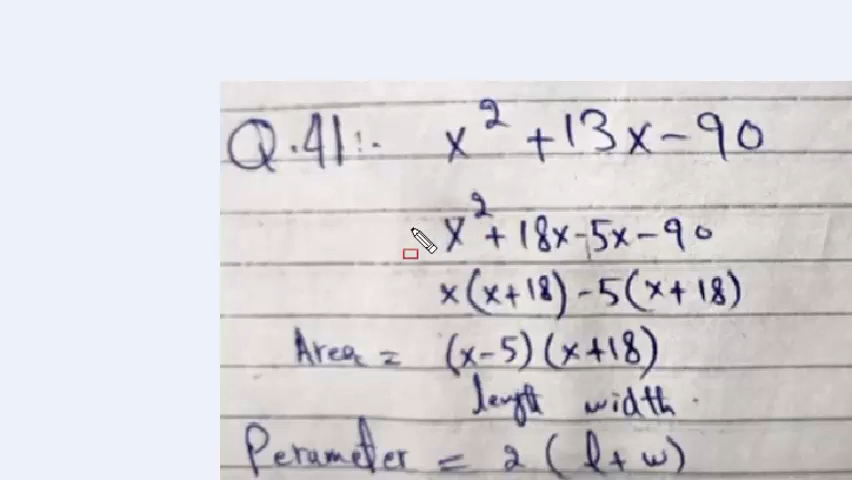 Q.41:- x² +13x-90
x²+ 18x-5x-90
x(x+18) -5(x+18)
Area = (x-5) (x+18)
length width.
Perameter = 2 (l+w)